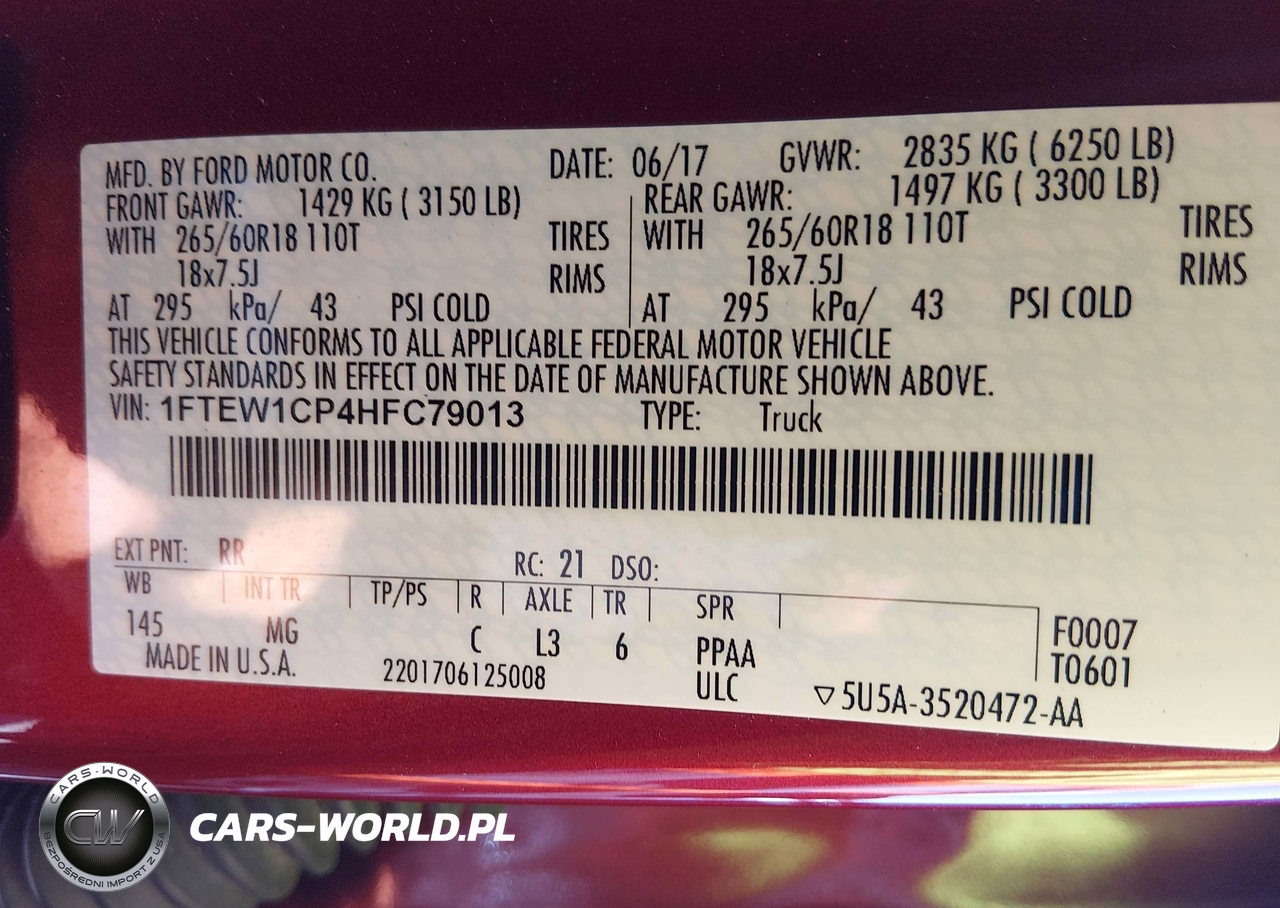 MFD. BY FORD MOTOR CO. DATE: 06/17 GVWR: 2835 KG ( 6250 LB)
FRONT GAWR: 1429 KG ( 3150 LB) REAR GAWR: 1497 KG ( 3300 LB)
WITH 265/60R18 110T TIRES WITH 265/60R18 110T TIRES
18x7.5J RIMS 18x7.5J RIMS
AT 295 kPa/ 43 PSI COLD AT 295 kPa/ 43 PSI COLD
THIS VEHICLE CONFORMS TO ALL APPLICABLE FEDERAL MOTOR VEHICLE
SAFETY STANDARDS IN EFFECT ON THE DATE OF MANUFACTURE SHOWN ABOVE.
VIN: 1FTEW1CP4HFC79013 TYPE: Truck
EXT PNT: RR RC: 21 DSO:
WB INT TR TP/PS R AXLE TR SPR
145 MG C L3 6 PPAA F0007
MADE IN U.S.A. 2201706125008 ULC T0601
▽5U5A-3520472-AA
CARS-WORLD
CW
BEZPOŚREDNI IMPORT Z USA
CARS-WORLD.PL